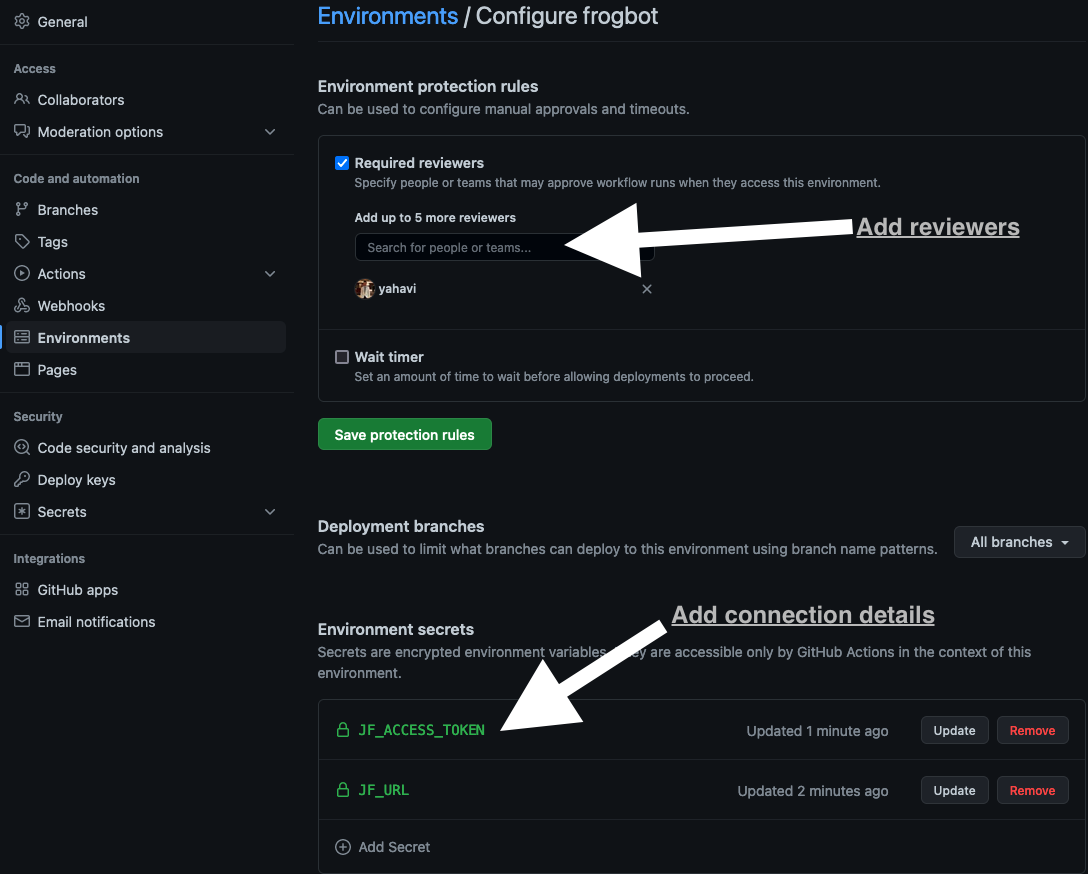 General
Access
Collaborators
Moderation options
Code and automation
Branches
Tags
Actions
Webhooks
Environments
Pages
Security
Code security and analysis
Deploy keys
Secrets
Integrations
GitHub apps
Email notifications
Environments / Configure frogbot
Environment protection rules
Can be used to configure manual approvals and timeouts.
Required reviewers
Specify people or teams that may approve workflow runs when they access this environment.
Add up to 5 more reviewers
Search for people or teams...
Add reviewers
yahavi
Wait timer
Set an amount of time to wait before allowing deployments to proceed.
Save protection rules
Deployment branches
Can be used to limit what branches can deploy to this environment using branch name patterns.
All branches
Add connection details
Environment secrets
Secrets are encrypted environment variables. They are accessible only by GitHub Actions in the context of this
environment.
JF_ACCESS_TOKEN Updated 1 minute ago Update Remove
JF_URL Updated 2 minutes ago Update Remove
Add Secret